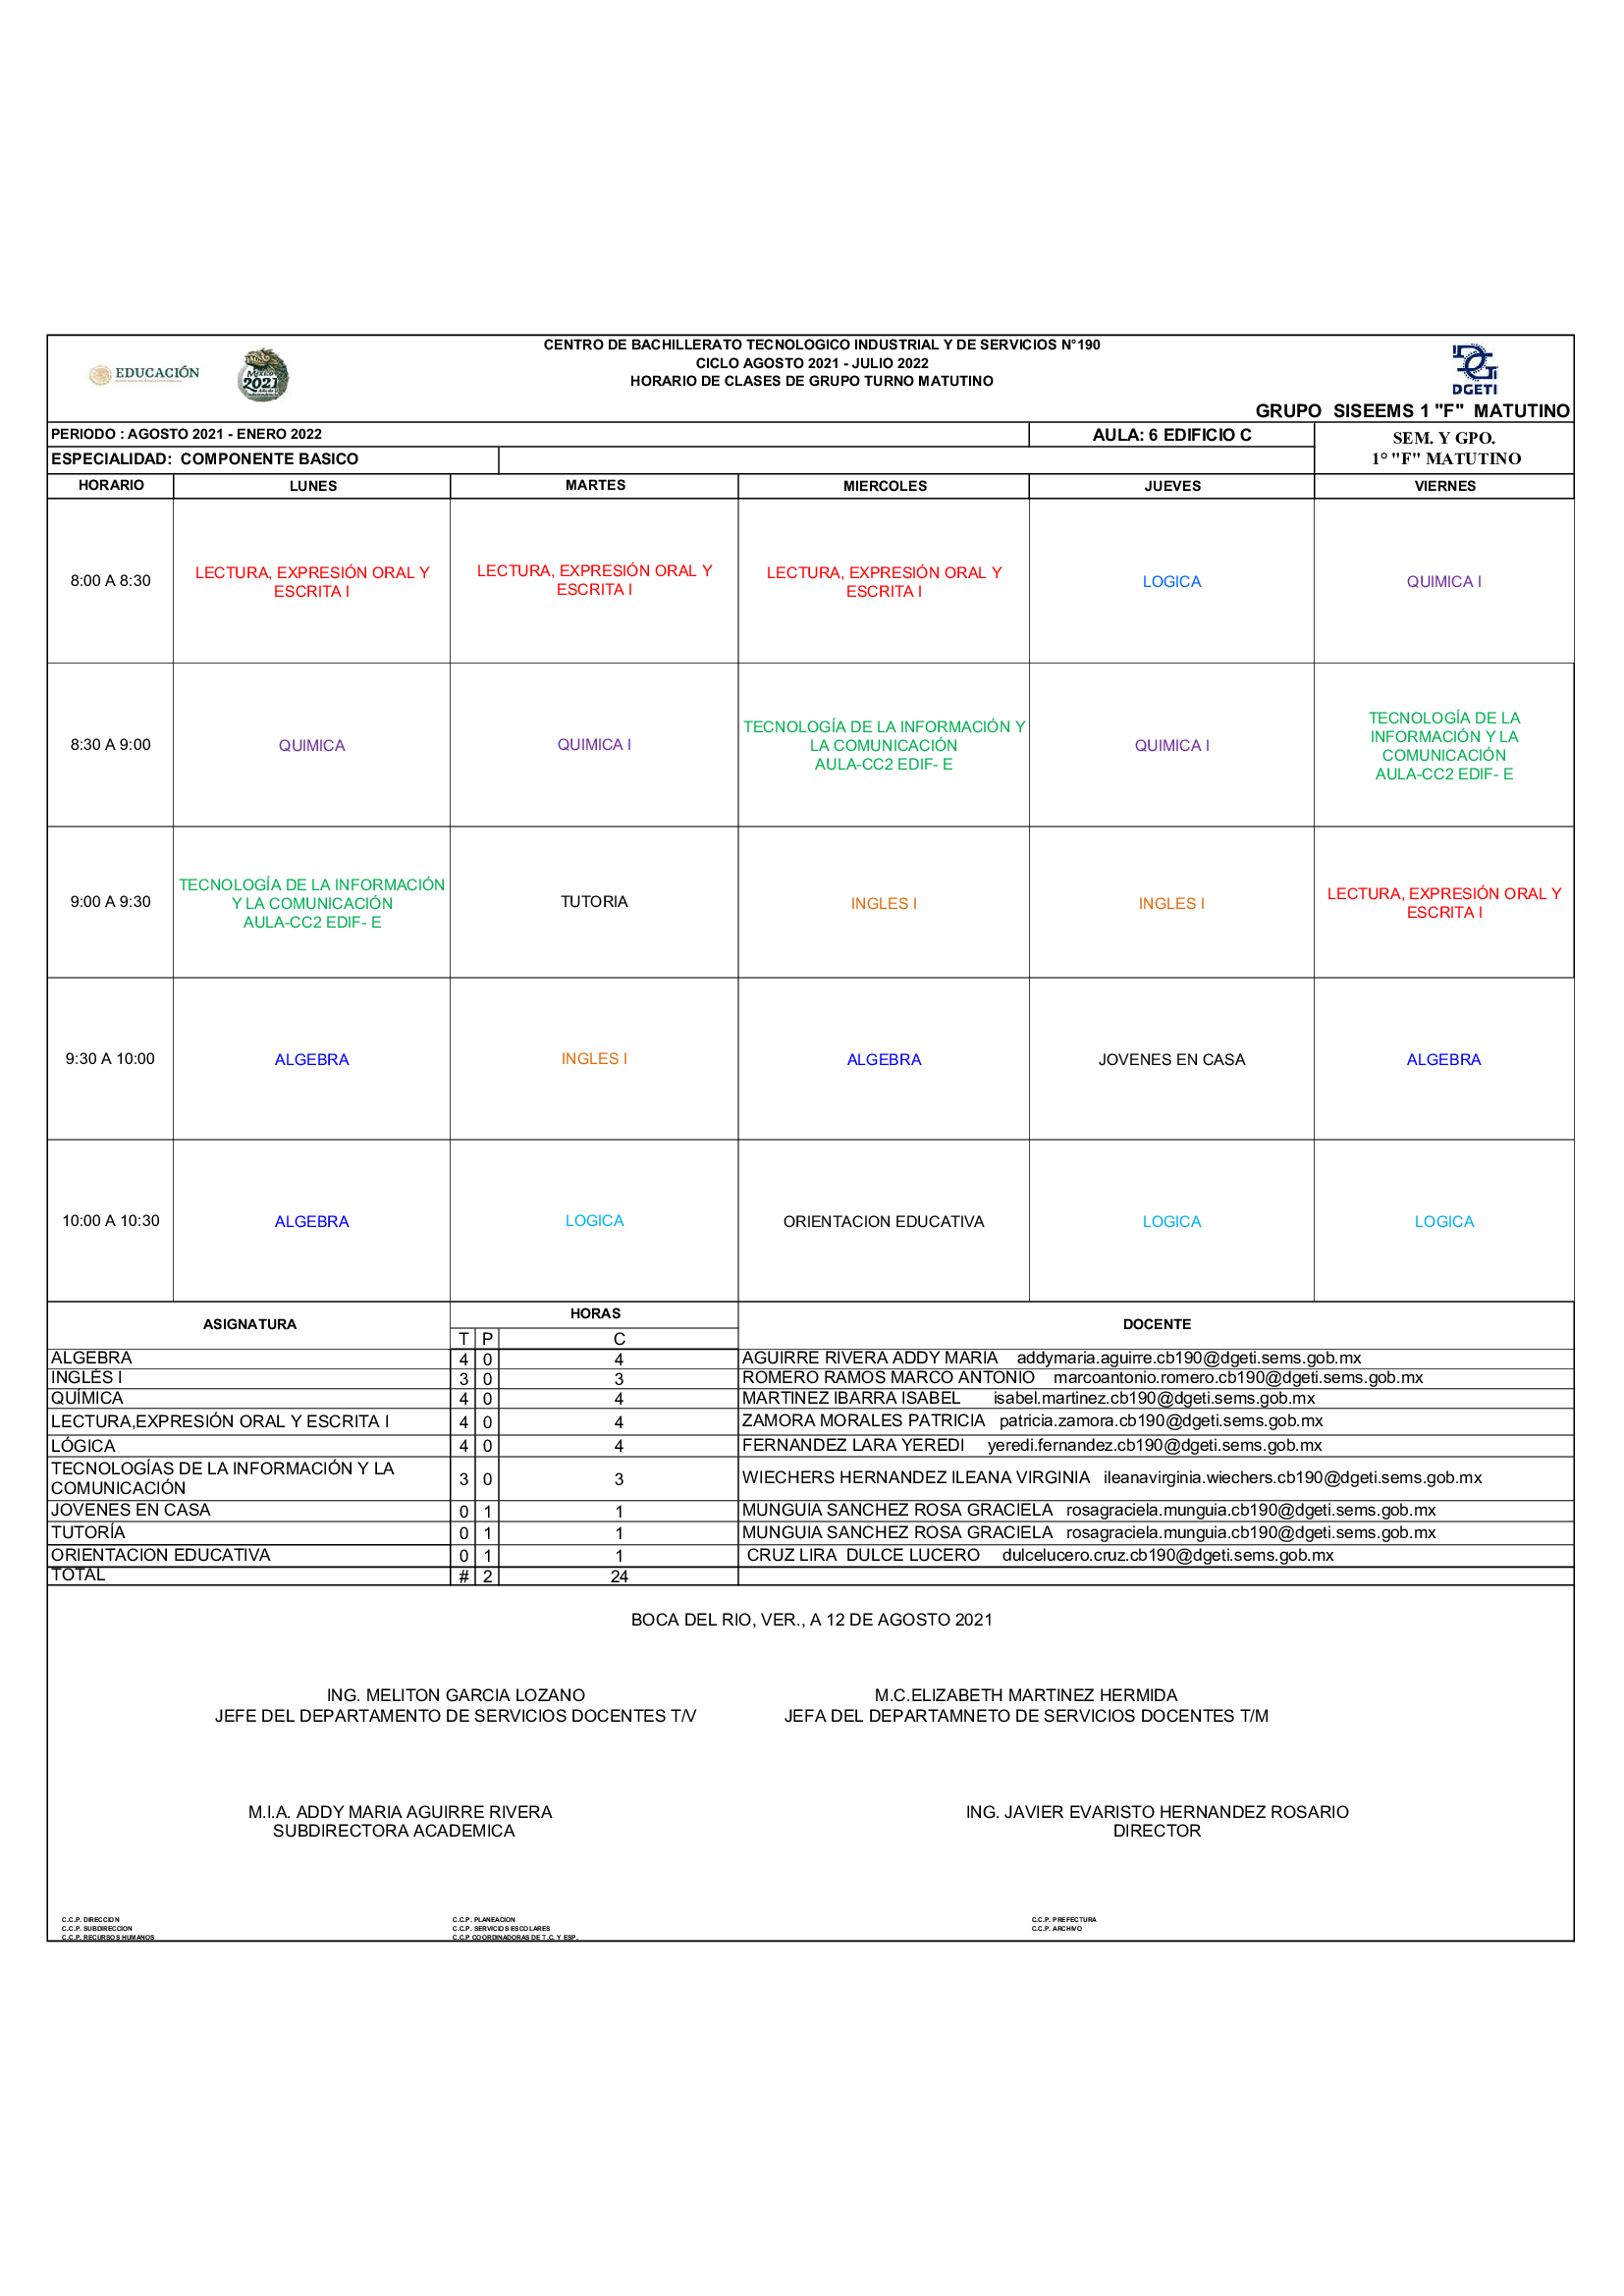 CENTRO DE BACHILLERATO TECNOLOGICO INDUSTRIAL Y DE SERVICIOS N°190
CICLO AGOSTO 2021 - JULIO 2022
HORARIO DE CLASES DE GRUPO TURNO MATUTINO
EDUCACIÓN
México
2021
DGETI
GRUPO SISEEMS 1 "F" MATUTINO
PERIODO : AGOSTO 2021 - ENERO 2022
AULA: 6 EDIFICIO C
SEM. Y GPO.
1° "F" MATUTINO
ESPECIALIDAD: COMPONENTE BASICO
HORARIO LUNES MARTES MIERCOLES JUEVES VIERNES
8:00 A 8:30
LECTURA, EXPRESIÓN ORAL Y
ESCRITA I
LECTURA, EXPRESIÓN ORAL Y
ESCRITA I
LECTURA, EXPRESIÓN ORAL Y
ESCRITA I
LOGICA
QUIMICA I
8:30 A 9:00
QUIMICA
QUIMICA I
TECNOLOGÍA DE LA INFORMACIÓN Y
LA COMUNICACIÓN
AULA-CC2 EDIF- E
QUIMICA I
TECNOLOGÍA DE LA
INFORMACIÓN Y LA
COMUNICACIÓN
AULA-CC2 EDIF- E
9:00 A 9:30
TECNOLOGÍA DE LA INFORMACIÓN
Y LA COMUNICACIÓN
AULA-CC2 EDIF- E
TUTORIA
INGLES I
INGLES I
LECTURA, EXPRESIÓN ORAL Y
ESCRITA I
9:30 A 10:00
ALGEBRA
INGLES I
ALGEBRA
JOVENES EN CASA
ALGEBRA
10:00 A 10:30
ALGEBRA
LOGICA
ORIENTACION EDUCATIVA
LOGICA
LOGICA
ASIGNATURA
HORAS
DOCENTE
T P C
ALGEBRA 4 0 4 AGUIRRE RIVERA ADDY MARIA addymaria.aguirre.cb190@dgeti.sems.gob.mx
INGLÉS I 3 0 3 ROMERO RAMOS MARCO ANTONIO marcoantonio.romero.cb190@dgeti.sems.gob.mx
QUÍMICA 4 0 4 MARTINEZ IBARRA ISABEL isabel.martinez.cb190@dgeti.sems.gob.mx
LECTURA,EXPRESIÓN ORAL Y ESCRITA I 4 0 4 ZAMORA MORALES PATRICIA patricia.zamora.cb190@dgeti.sems.gob.mx
LÓGICA 4 0 4 FERNANDEZ LARA YEREDI yeredi.fernandez.cb190@dgeti.sems.gob.mx
TECNOLOGÍAS DE LA INFORMACIÓN Y LA
COMUNICACIÓN 3 0 3 WIECHERS HERNANDEZ ILEANA VIRGINIA ileanavirginia.wiechers.cb190@dgeti.sems.gob.mx
JOVENES EN CASA 0 1 1 MUNGUIA SANCHEZ ROSA GRACIELA rosagraciela.munguia.cb190@dgeti.sems.gob.mx
TUTORÍA 0 1 1 MUNGUIA SANCHEZ ROSA GRACIELA rosagraciela.munguia.cb190@dgeti.sems.gob.mx
ORIENTACION EDUCATIVA 0 1 1 CRUZ LIRA DULCE LUCERO dulcelucero.cruz.cb190@dgeti.sems.gob.mx
TOTAL # 2 24
BOCA DEL RIO, VER., A 12 DE AGOSTO 2021
ING. MELITON GARCIA LOZANO
JEFE DEL DEPARTAMENTO DE SERVICIOS DOCENTES T/V
M.C.ELIZABETH MARTINEZ HERMIDA
JEFA DEL DEPARTAMNETO DE SERVICIOS DOCENTES T/M
M.I.A. ADDY MARIA AGUIRRE RIVERA
SUBDIRECTORA ACADEMICA
ING. JAVIER EVARISTO HERNANDEZ ROSARIO
DIRECTOR
C.C.P. DIRECCION
C.C.P. SUBDIRECCION
C.C.P. RECURSOS HUMANOS
C.C.P. PLANEACION
C.C.P. SERVICIOS ESCOLARES
C.C.P COORDINADORAS DE T.C. Y ESP.
C.C.P. PREFECTURA
C.C.P. ARCHIVO